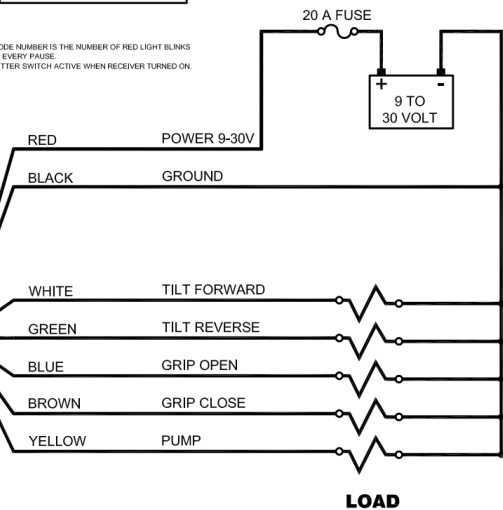 20 A FUSE
ODE NUMBER IS THE NUMBER OF RED LIGHT BLINKS
EVERY PAUSE.
TTER SWITCH ACTIVE WHEN RECEIVER TURNED ON.
+ -
9 TO
30 VOLT
RED POWER 9-30V
BLACK GROUND
WHITE TILT FORWARD
GREEN TILT REVERSE
BLUE GRIP OPEN
BROWN GRIP CLOSE
YELLOW PUMP
LOAD